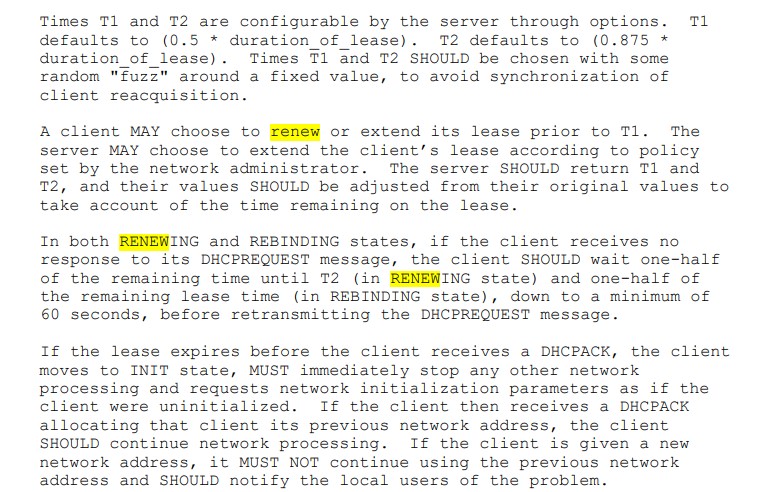 Times T1 and T2 are configurable by the server through options.  T1
defaults to (0.5 * duration_of_lease).  T2 defaults to (0.875 *
duration_of_lease).  Times T1 and T2 SHOULD be chosen with some
random "fuzz" around a fixed value, to avoid synchronization of
client reacquisition.
A client MAY choose to renew or extend its lease prior to T1.  The
server MAY choose to extend the client's lease according to policy
set by the network administrator.  The server SHOULD return T1 and
T2, and their values SHOULD be adjusted from their original values to
take account of the time remaining on the lease.
In both RENEWING and REBINDING states, if the client receives no
response to its DHCPREQUEST message, the client SHOULD wait one-half
of the remaining time until T2 (in RENEWING state) and one-half of
the remaining lease time (in REBINDING state), down to a minimum of
60 seconds, before retransmitting the DHCPREQUEST message.
If the lease expires before the client receives a DHCPACK, the client
moves to INIT state, MUST immediately stop any other network
processing and requests network initialization parameters as if the
client were uninitialized.  If the client then receives a DHCPACK
allocating that client its previous network address, the client
SHOULD continue network processing.  If the client is given a new
network address, it MUST NOT continue using the previous network
address and SHOULD notify the local users of the problem.